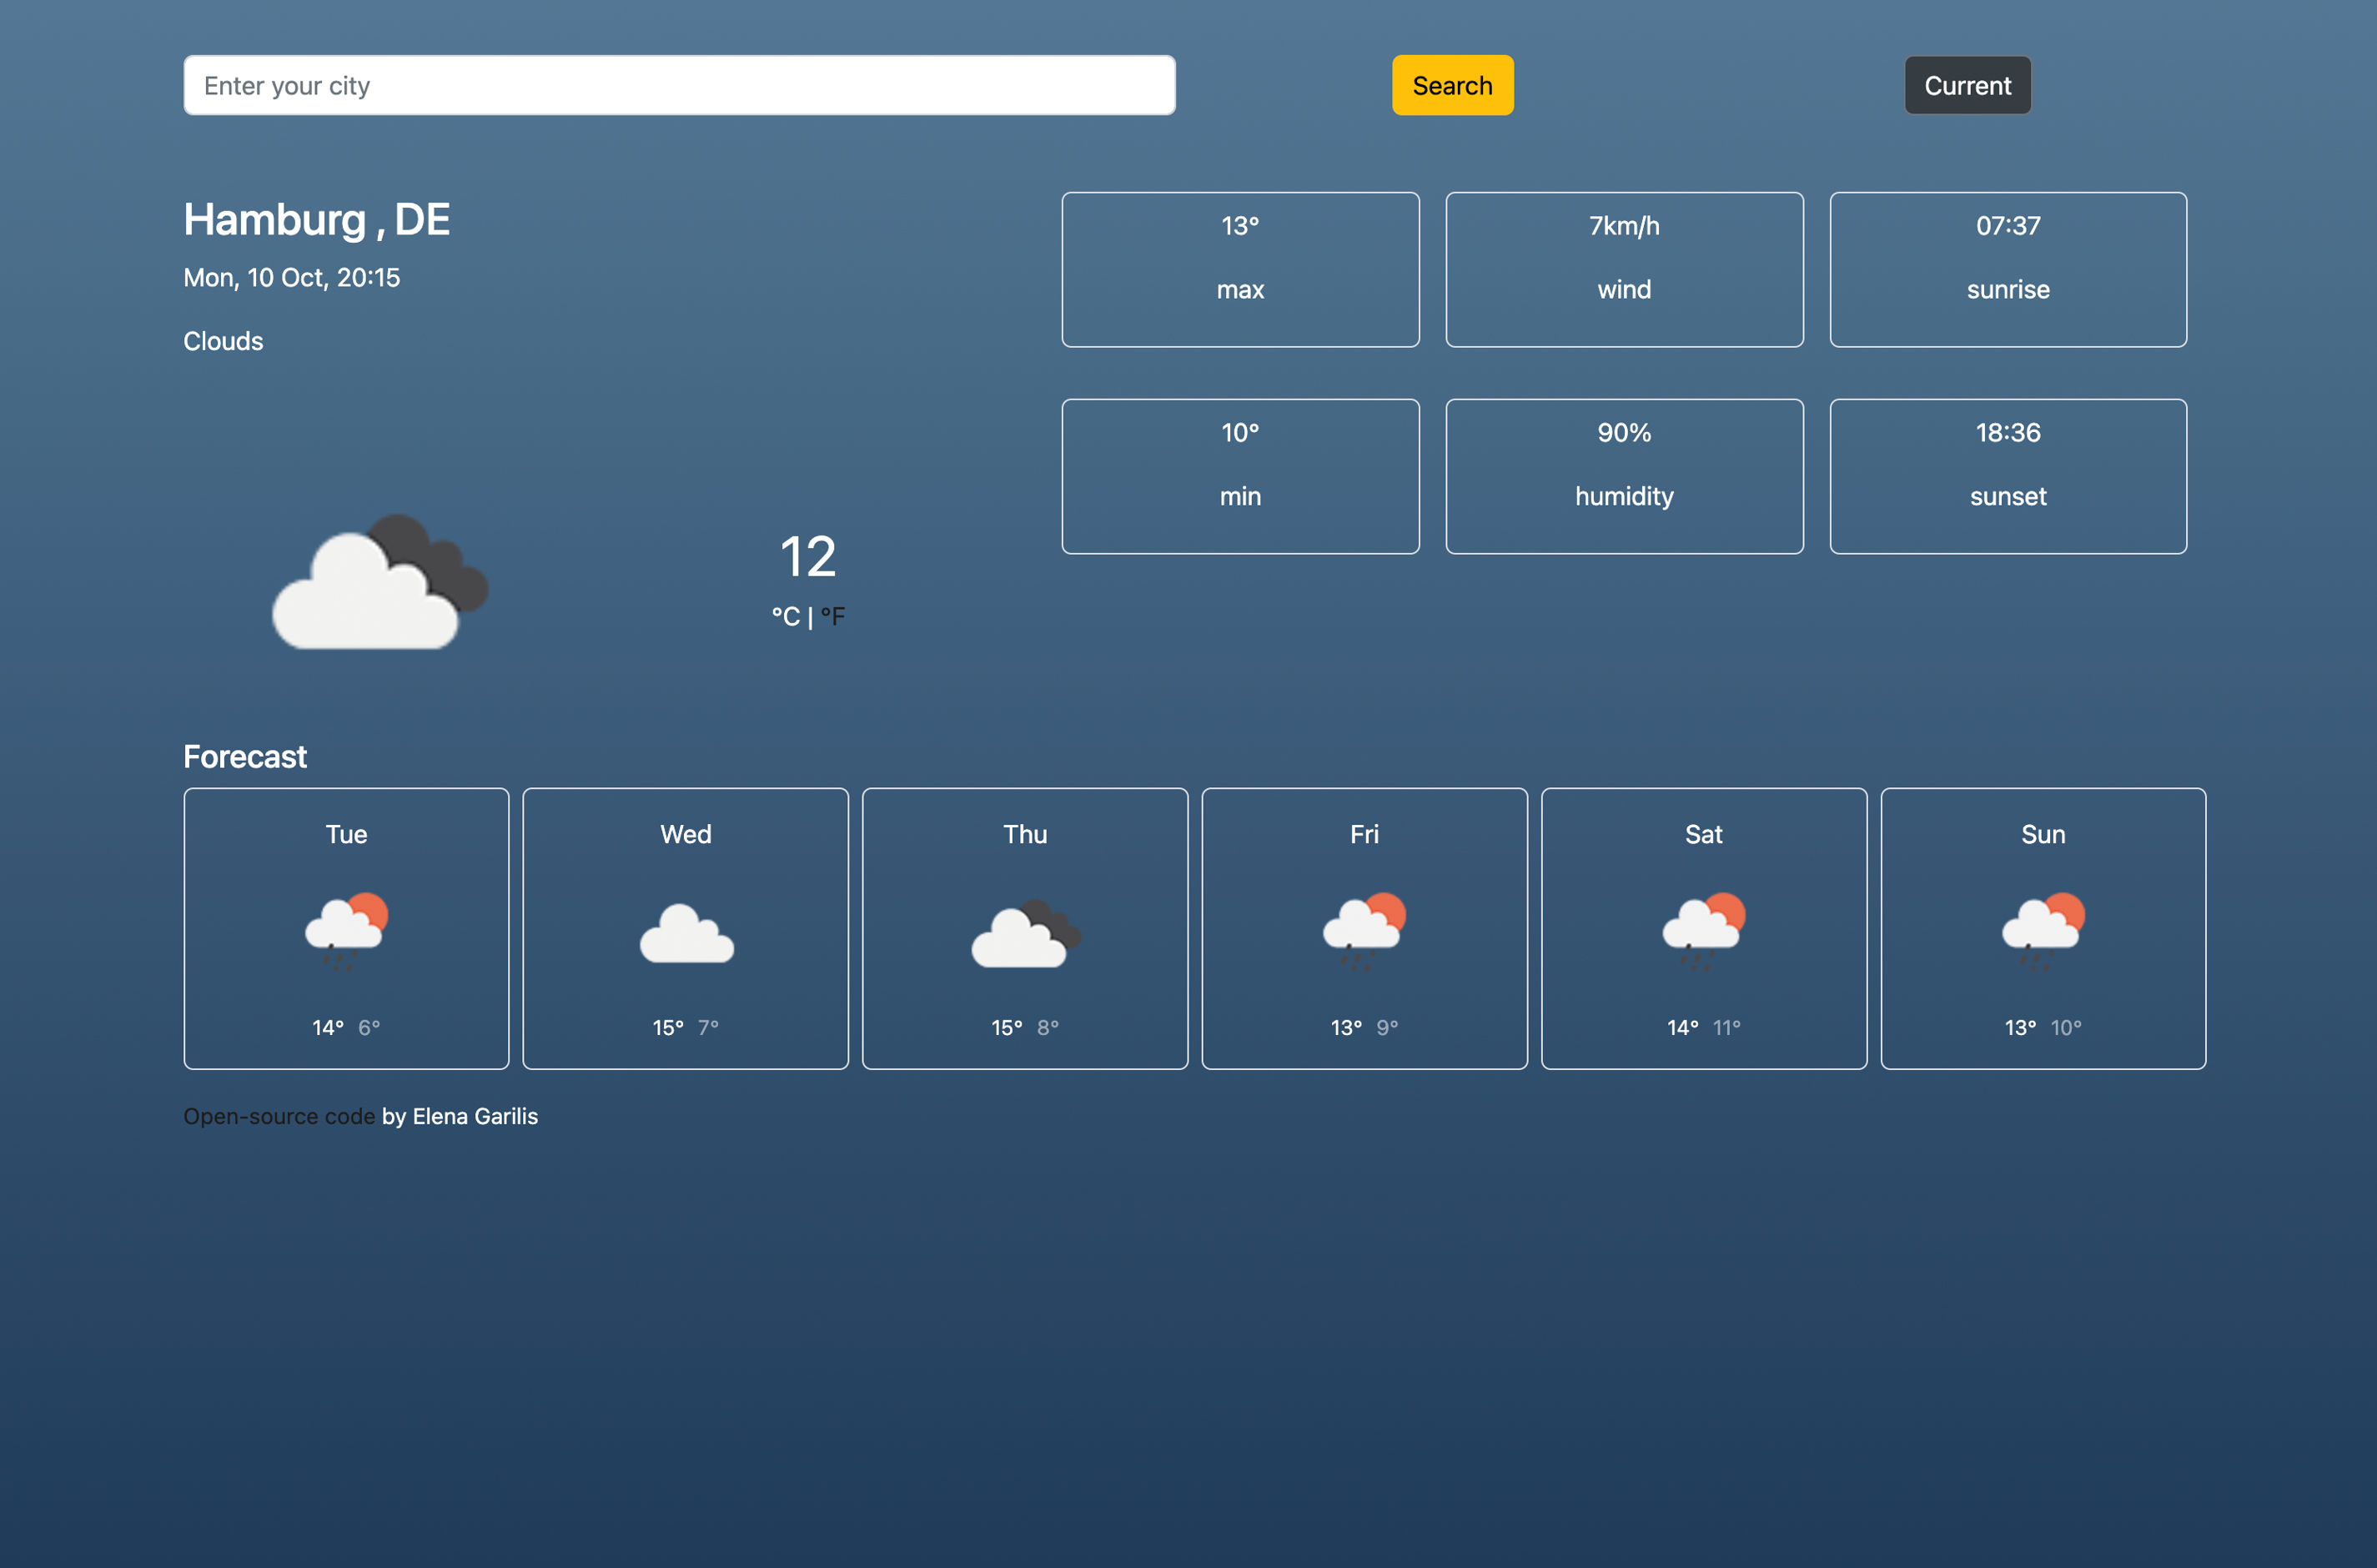 Enter your city
Search
Current
Hamburg , DE
Mon, 10 Oct, 20:15
Clouds
12
°C | °F
13°
max
7km/h
wind
07:37
sunrise
10°
min
90%
humidity
18:36
sunset
Forecast
Tue
14° 6°
Wed
15° 7°
Thu
15° 8°
Fri
13° 9°
Sat
14° 11°
Sun
13° 10°
Open-source code by Elena Garilis